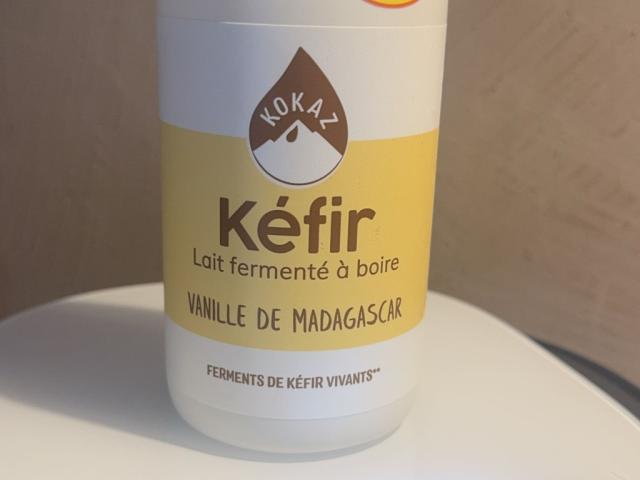 KOKAZ
Kéfir
Lait fermenté à boire
VANILLE DE MADAGASCAR
FERMENTS DE KÉFIR VIVANTS**